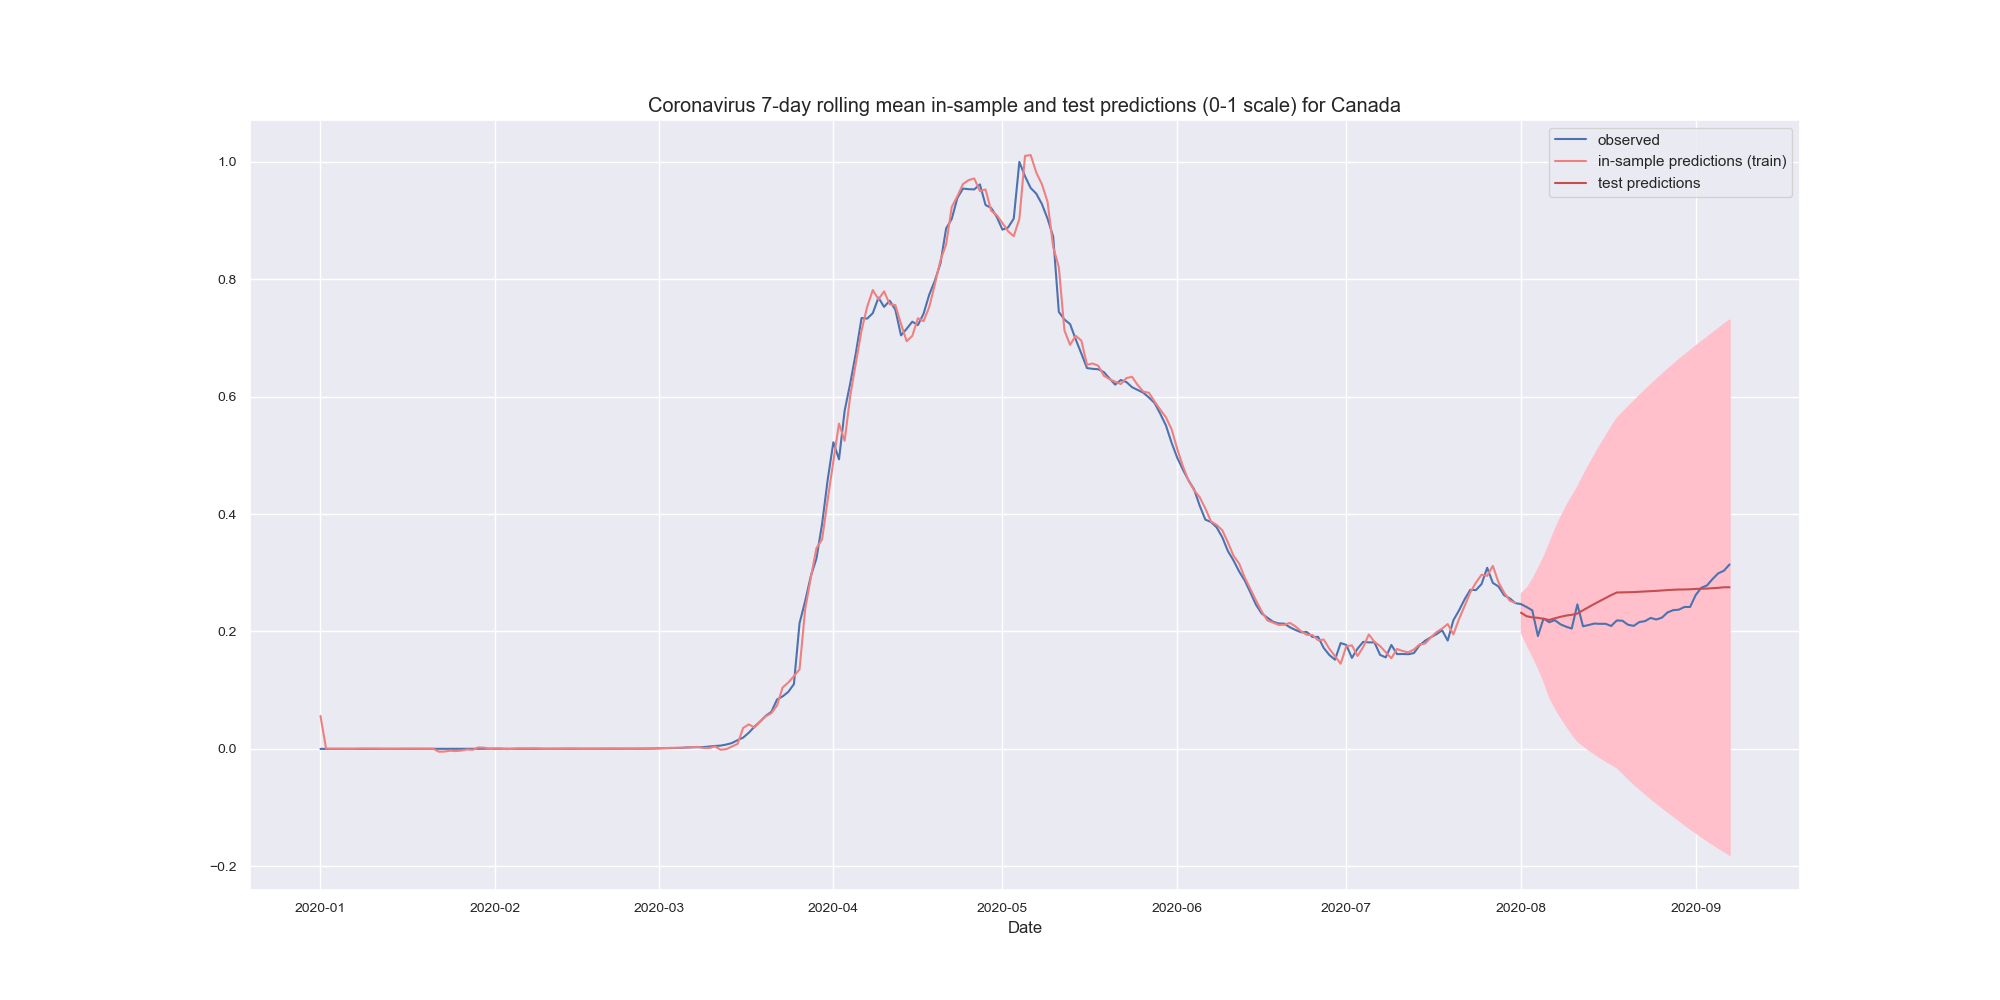 Coronavirus 7-day rolling mean in-sample and test predictions (0-1 scale) for Canada
observed
in-sample predictions (train)
test predictions
1.0
0.8
0.6
0.4
0.2
0.0
−0.2
2020-01 2020-02 2020-03 2020-04 2020-05 2020-06 2020-07 2020-08 2020-09
Date